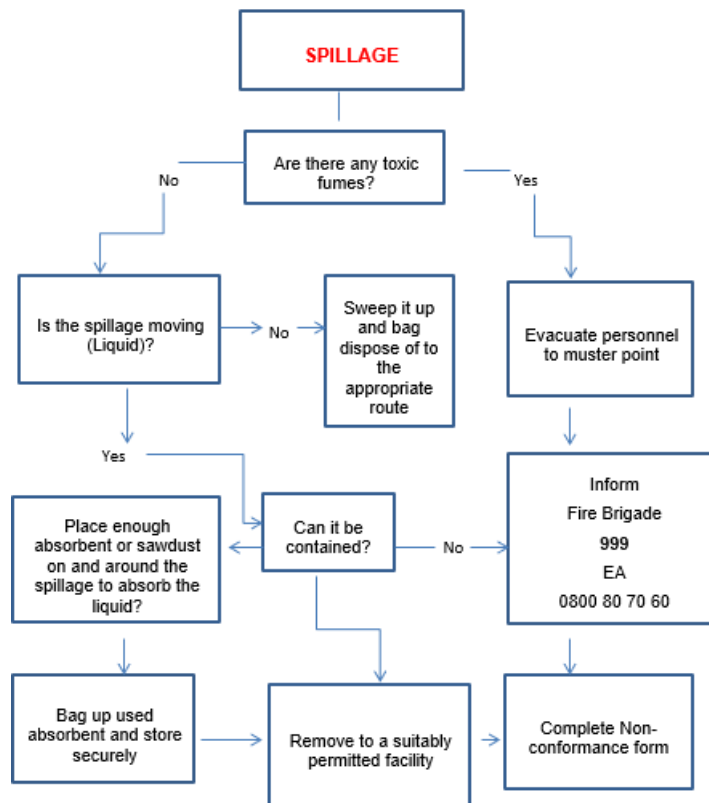 SPILLAGE
Are there any toxic
fumes?
No
Yes
Is the spillage moving
(Liquid)?
No
Sweep it up
and bag
dispose of to
the
appropriate
route
Evacuate personnel
to muster point
Yes
Place enough
absorbent or sawdust
on and around the
spillage to absorb the
liquid?
Can it be
contained?
No
Inform
Fire Brigade
999
EA
0800 80 70 60
Bag up used
absorbent and store
securely
Remove to a suitably
permitted facility
Complete Non-
conformance form